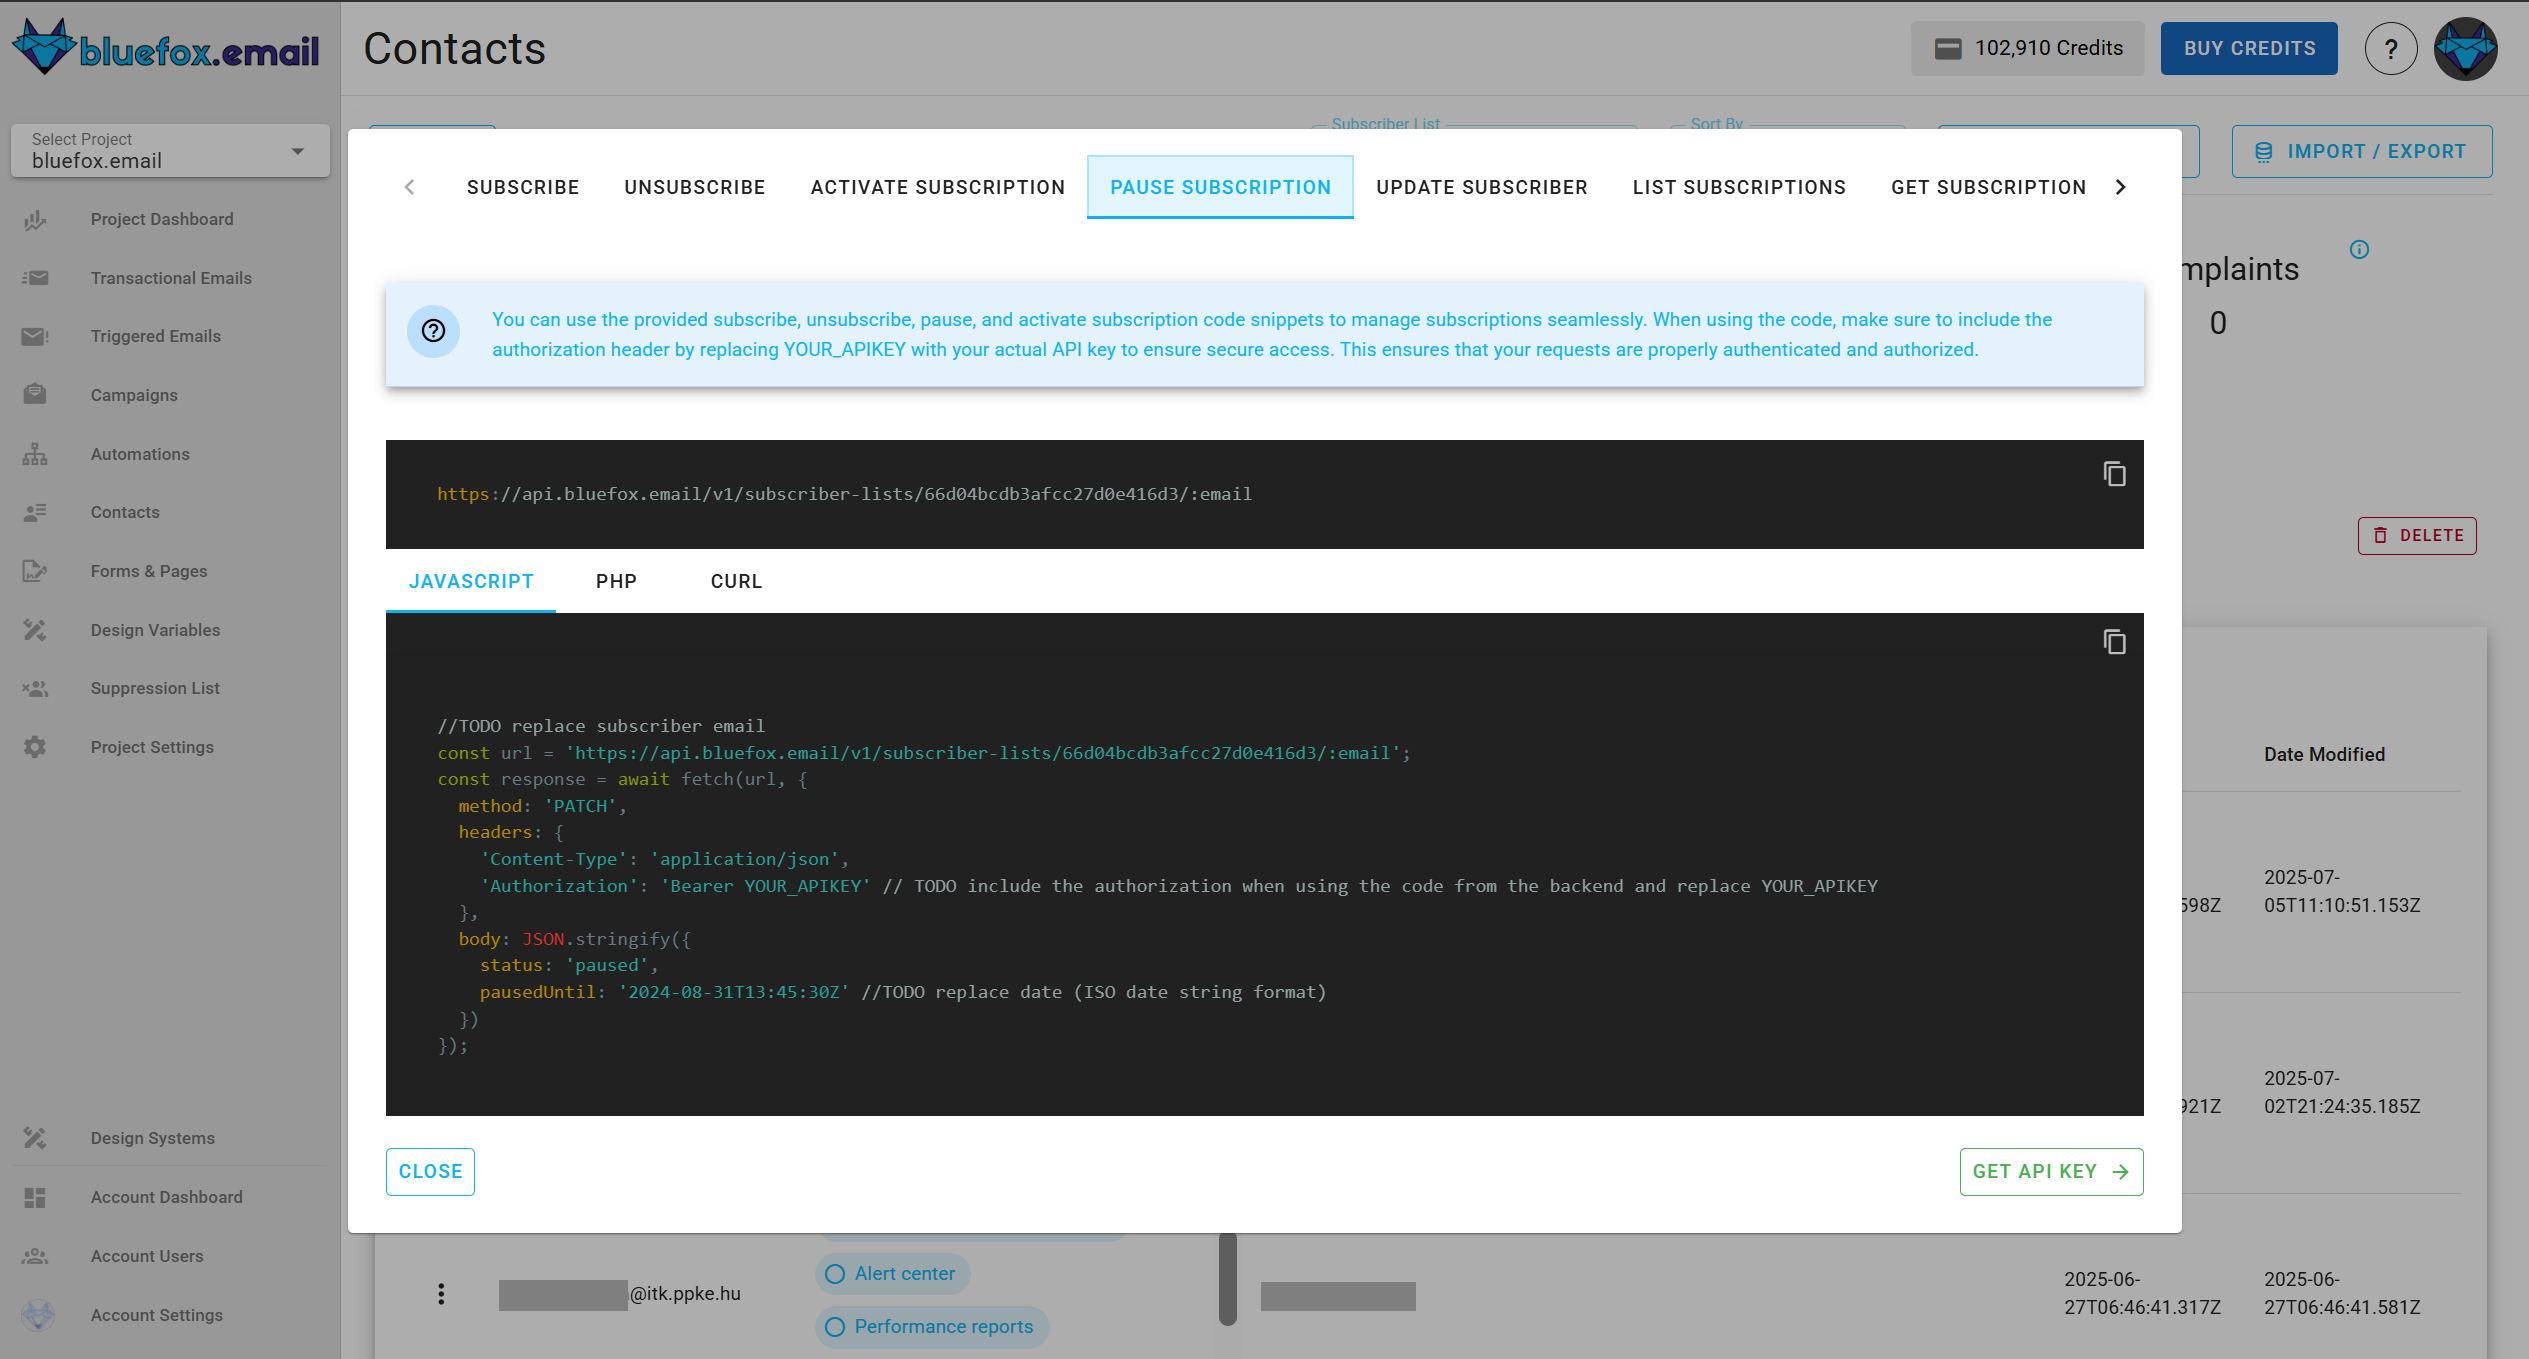 bluefox.email
Contacts
102,910 Credits
BUY CREDITS
?
Select Project
bluefox.email
Project Dashboard
Transactional Emails
Triggered Emails
Campaigns
Automations
Contacts
Forms & Pages
Design Variables
Suppression List
Project Settings
Design Systems
Account Dashboard
Account Users
Account Settings
Subscriber List
Sort By
IMPORT / EXPORT
SUBSCRIBE
UNSUBSCRIBE
ACTIVATE SUBSCRIPTION
PAUSE SUBSCRIPTION
UPDATE SUBSCRIBER
LIST SUBSCRIPTIONS
GET SUBSCRIPTION
mplaints
0
You can use the provided subscribe, unsubscribe, pause, and activate subscription code snippets to manage subscriptions seamlessly. When using the code, make sure to include the
authorization header by replacing YOUR_APIKEY with your actual API key to ensure secure access. This ensures that your requests are properly authenticated and authorized.
https://api.bluefox.email/v1/subscriber-lists/66d04bcdb3afcc27d0e416d3/:email
DELETE
JAVASCRIPT
PHP
CURL
//TODO replace subscriber email
const url = 'https://api.bluefox.email/v1/subscriber-lists/66d04bcdb3afcc27d0e416d3/:email';
const response = await fetch(url, {
method: 'PATCH',
headers: {
'Content-Type': 'application/json',
'Authorization': 'Bearer YOUR_APIKEY' // TODO include the authorization when using the code from the backend and replace YOUR_APIKEY
},
body: JSON.stringify({
status: 'paused',
pausedUntil: '2024-08-31T13:45:30Z' //TODO replace date (ISO date string format)
})
});
CLOSE
GET API KEY
Date Modified
598Z
2025-07-
05T11:10:51.153Z
921Z
2025-07-
02T21:24:35.185Z
@itk.ppke.hu
Alert center
Performance reports
2025-06-
27T06:46:41.317Z
2025-06-
27T06:46:41.581Z